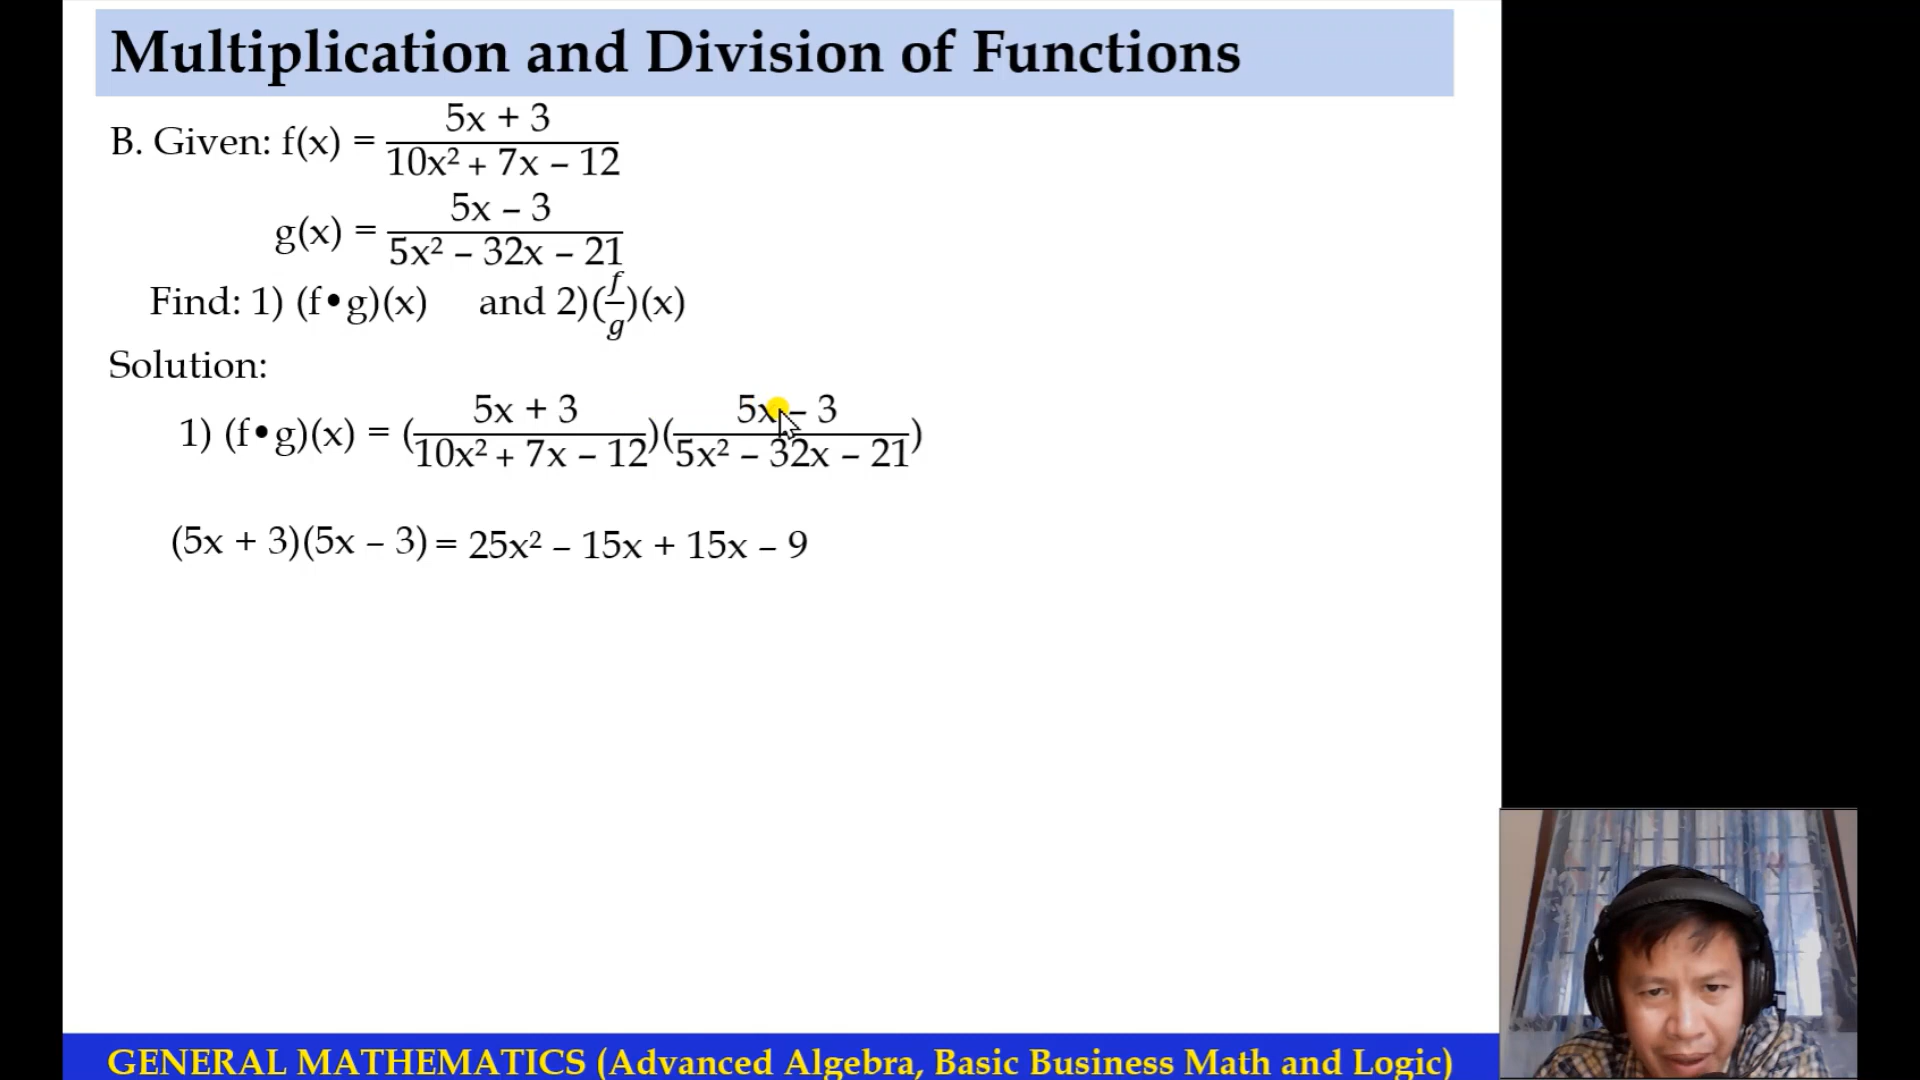 Multiplication and Division of Functions
B. Given: f(x) = (5x + 3)/(10x² + 7x – 12)
g(x) = (5x – 3)/(5x² – 32x – 21)
Find: 1) (f•g)(x) and 2)(f/g)(x)
Solution:
1) (f•g)(x) = ((5x + 3)/(10x² + 7x – 12))((5x – 3)/(5x² – 32x – 21))
(5x + 3)(5x – 3) = 25x² – 15x + 15x – 9
GENERAL MATHEMATICS (Advanced Algebra, Basic Business Math and Logic)